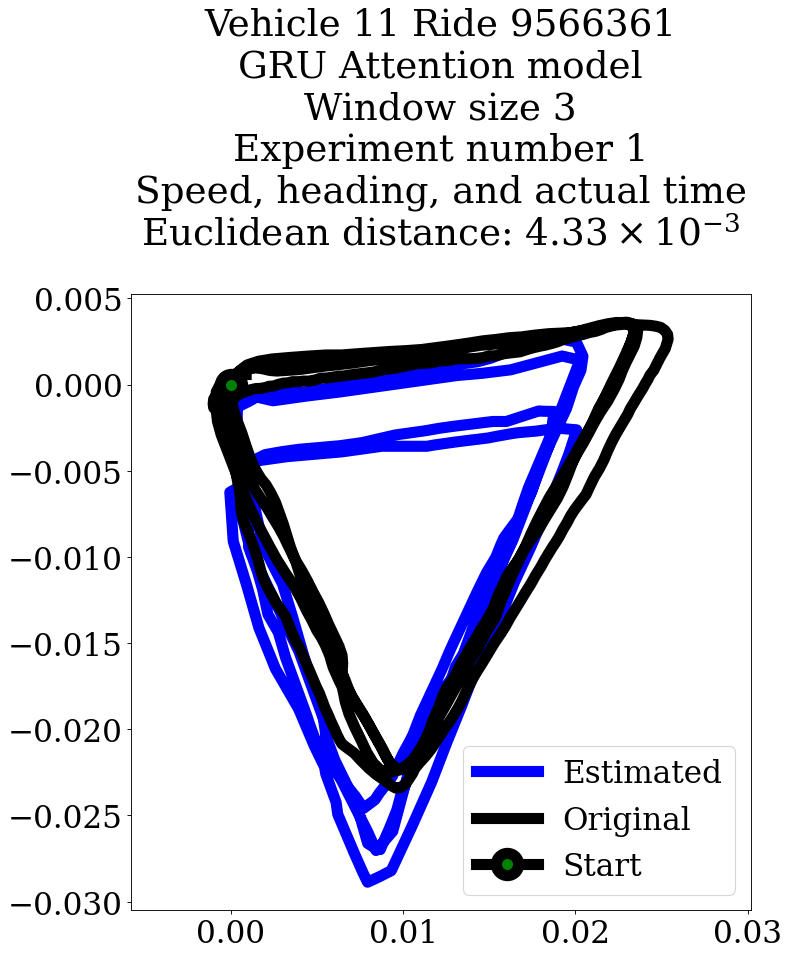 Vehicle 11 Ride 9566361
GRU Attention model
Window size 3
Experiment number 1
Speed, heading, and actual time
Euclidean distance: 4.33 × 10⁻³
0.005
0.000
−0.005
−0.010
−0.015
−0.020
−0.025
−0.030
Estimated
Original
Start
0.00 0.01 0.02 0.03